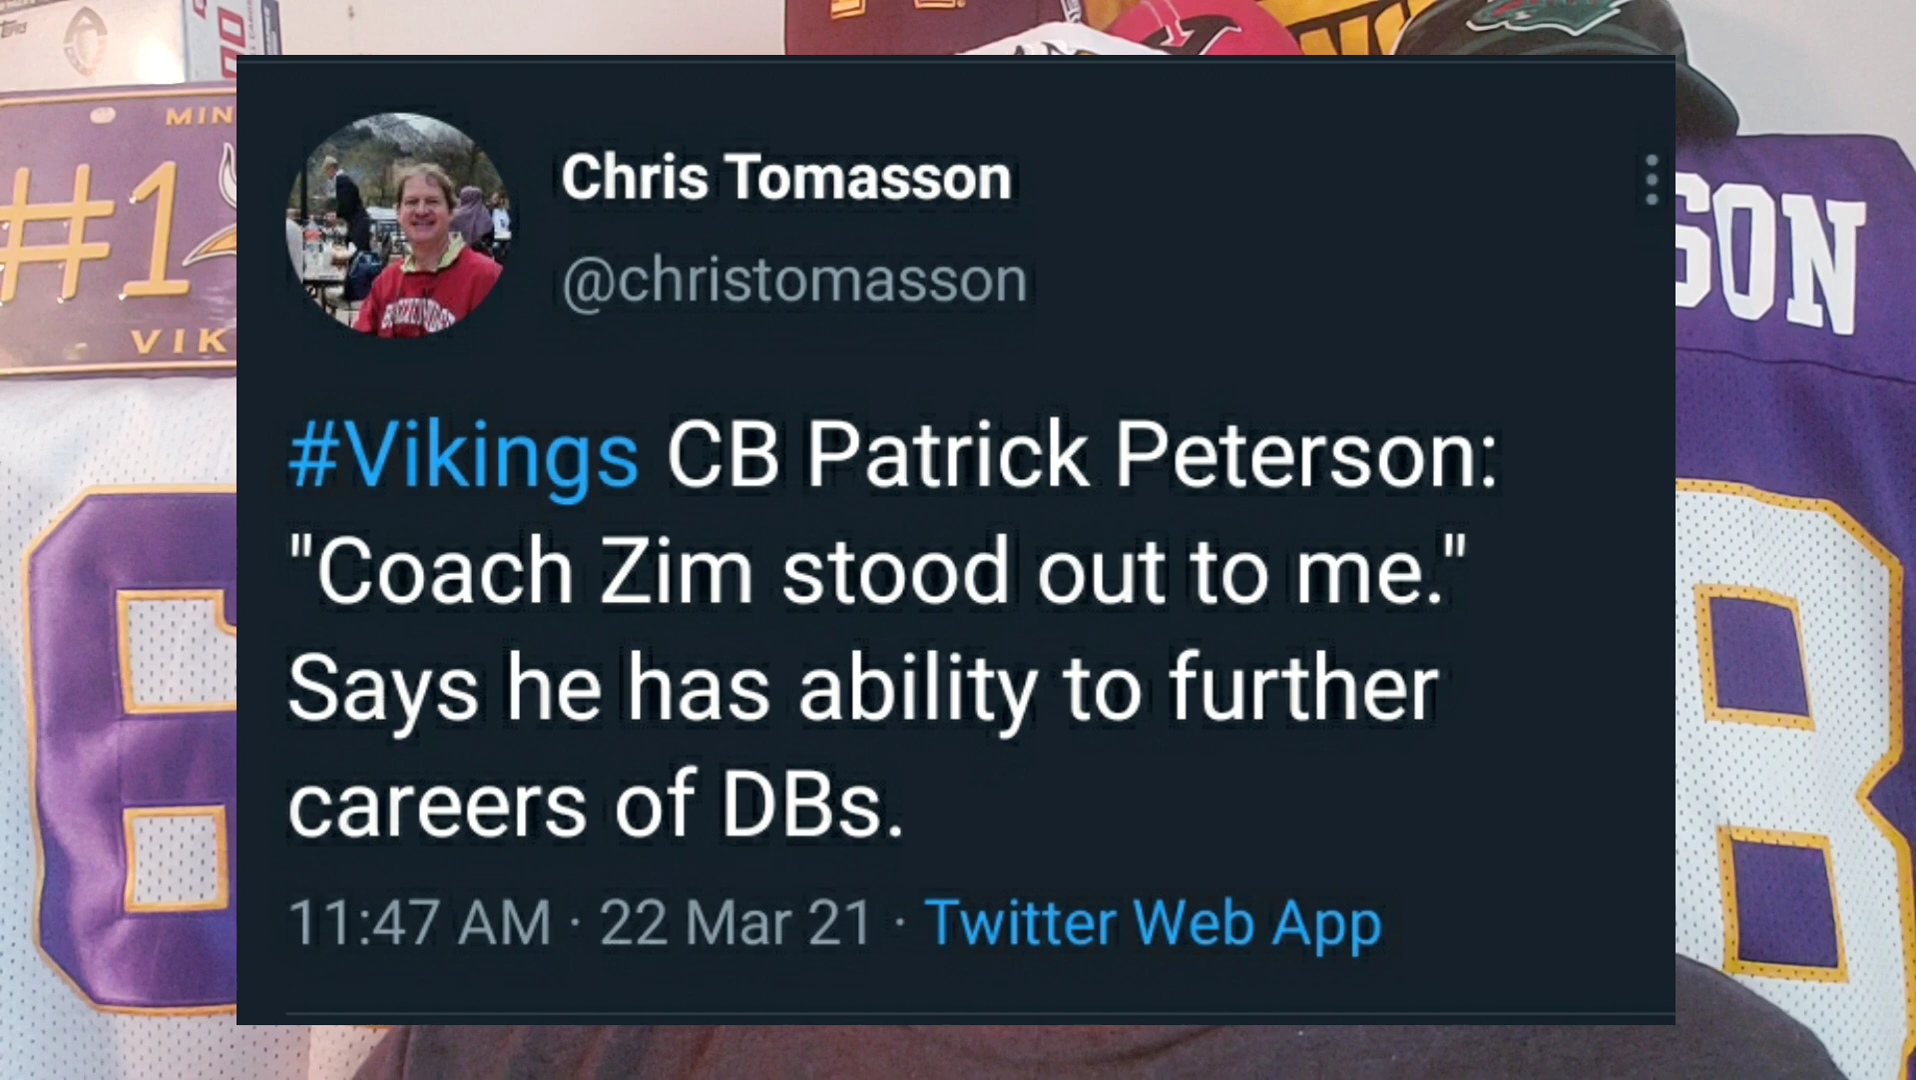 TOPPS
MIN
#1
VIK
SON
Chris Tomasson
@christomasson
#Vikings CB Patrick Peterson:
"Coach Zim stood out to me."
Says he has ability to further
careers of DBs.
11:47 AM · 22 Mar 21 · Twitter Web App